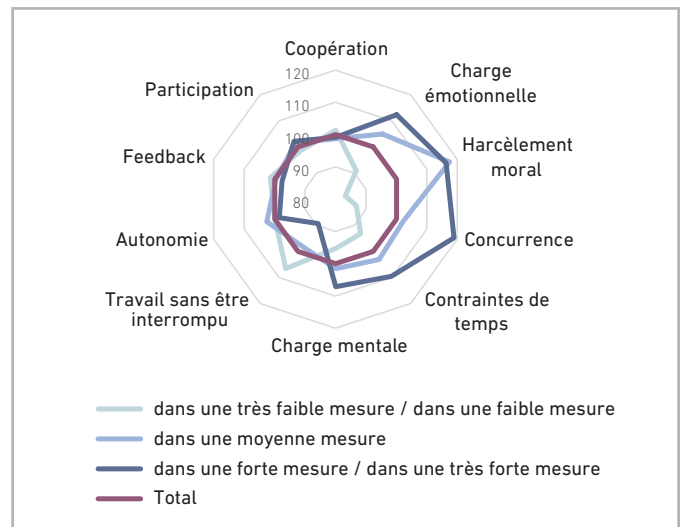 Coopération
Charge
émotionnelle
Harcèlement
moral
Concurrence
Contraintes de
temps
Charge mentale
Travail sans être
interrompu
Autonomie
Feedback
Participation
120
110
100
90
80
dans une très faible mesure / dans une faible mesure
dans une moyenne mesure
dans une forte mesure / dans une très forte mesure
Total